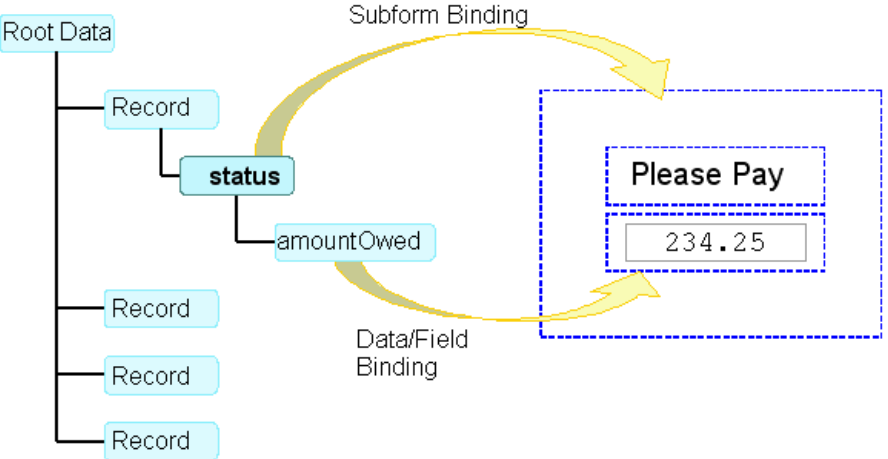 Subform Binding
Root Data
Record
status
Please Pay
amountOwed
234.25
Record
Data/Field
Binding
Record
Record